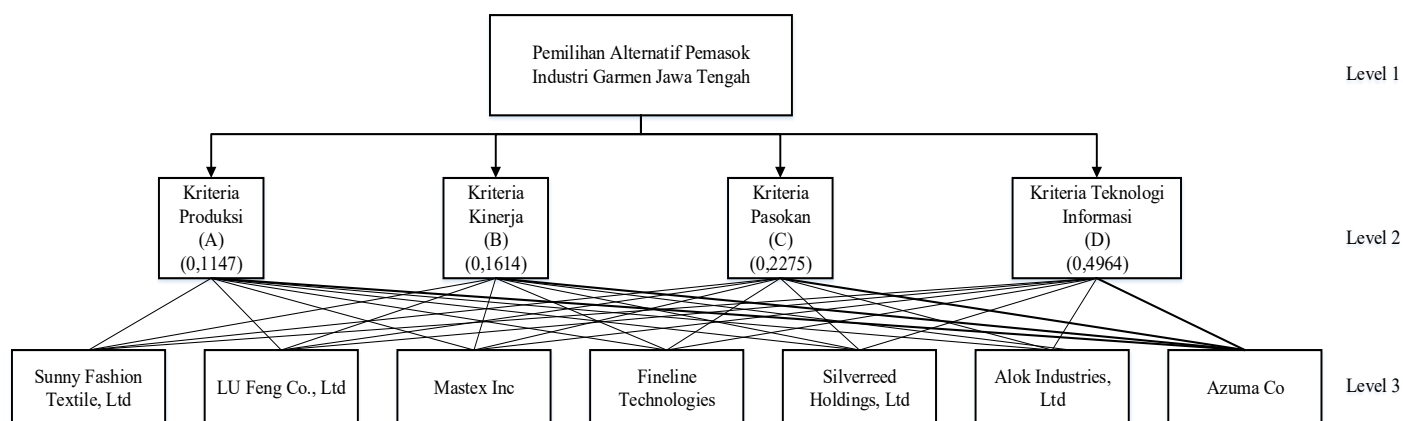 Pemilihan Alternatif Pemasok
Industri Garmen Jawa Tengah
Level 1
Kriteria
Produksi
(A)
(0,1147)
Kriteria
Kinerja
(B)
(0,1614)
Kriteria
Pasokan
(C)
(0,2275)
Kriteria Teknologi
Informasi
(D)
(0,4964)
Level 2
Sunny Fashion
Textile, Ltd
LU Feng Co., Ltd
Mastex Inc
Fineline
Technologies
Silverreed
Holdings, Ltd
Alok Industries,
Ltd
Azuma Co
Level 3